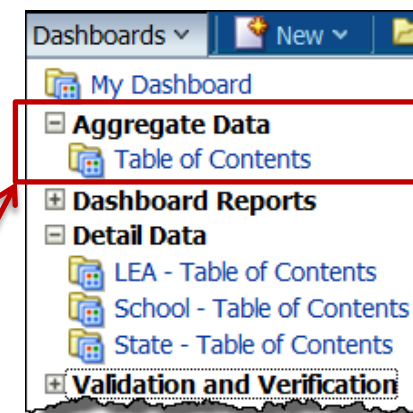 Dashboards New
My Dashboard
Aggregate Data
Table of Contents
Dashboard Reports
Detail Data
LEA - Table of Contents
School - Table of Contents
State - Table of Contents
Validation and Verification